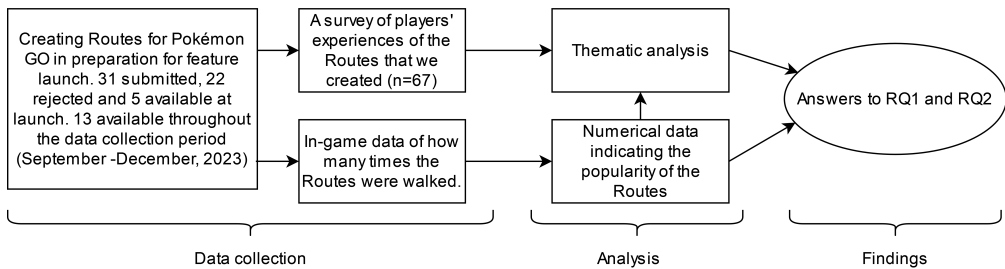 Creating Routes for Pokémon
GO in preparation for feature
launch. 31 submitted, 22
rejected and 5 available at
launch. 13 available throughout
the data collection period
(September -December, 2023)
A survey of players'
experiences of the
Routes that we
created (n=67)
In-game data of how
many times the
Routes were walked.
Thematic analysis
Numerical data
indicating the
popularity of the
Routes
Answers to RQ1 and RQ2
Data collection
Analysis
Findings